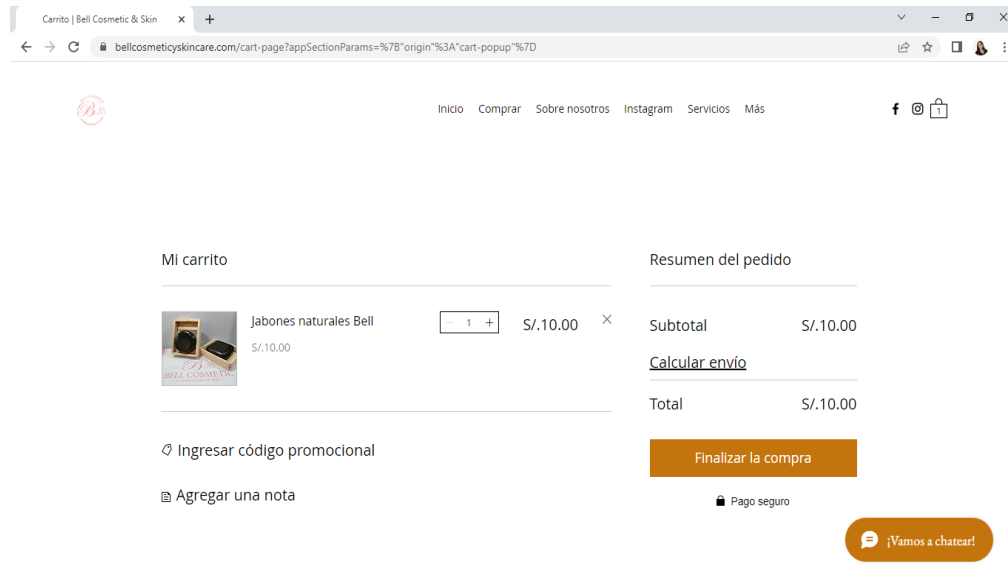 Carrito | Bell Cosmetic & Skin
bellcosmeticyskincare.com/cart-page?appSectionParams=%7B"origin"%3A"cart-popup"%7D
Inicio Comprar Sobre nosotros Instagram Servicios Más
1
Mi carrito
Resumen del pedido
Jabones naturales Bell
1
S/.10.00
S/.10.00
BELL COSMETIC
Subtotal S/.10.00
Calcular envío
Total S/.10.00
Ingresar código promocional
Agregar una nota
Finalizar la compra
Pago seguro
¡Vamos a chatear!